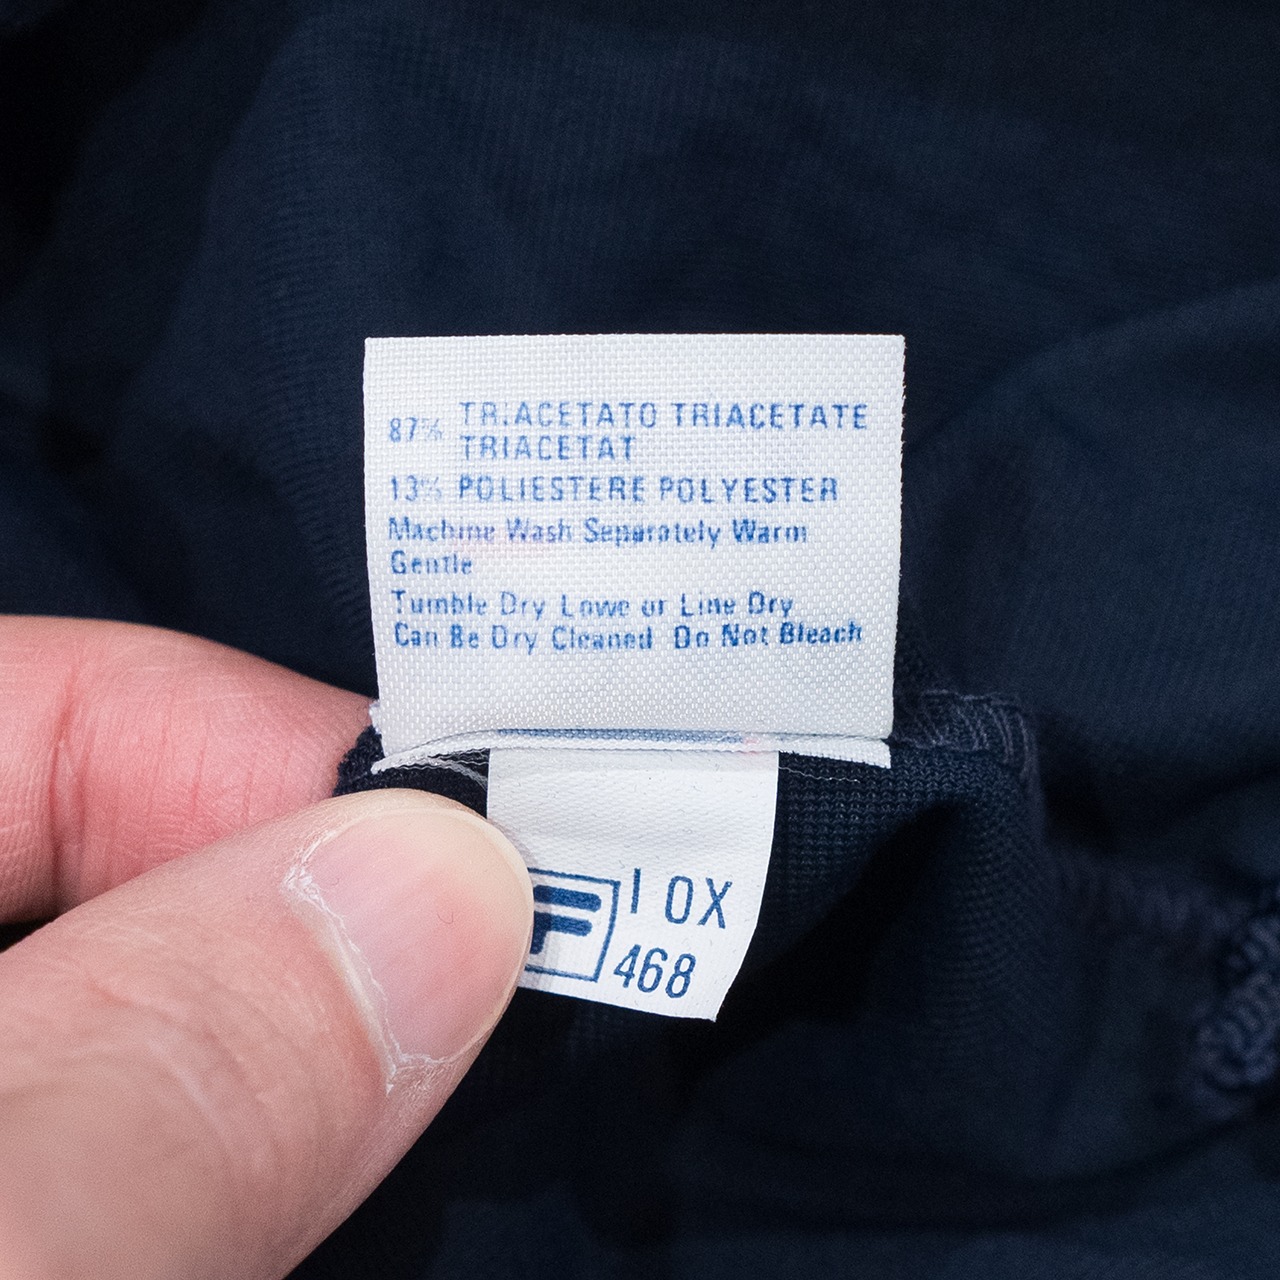 87% TRIACETATO TRIACETATE
TRIACETAT
13% POLIESTERE POLYESTER
Machine Wash Separately Warm
Gentle
Tumble Dry Lowe or Line Dry
Can Be Dry Cleaned Do Not Bleach
F I 0X
468